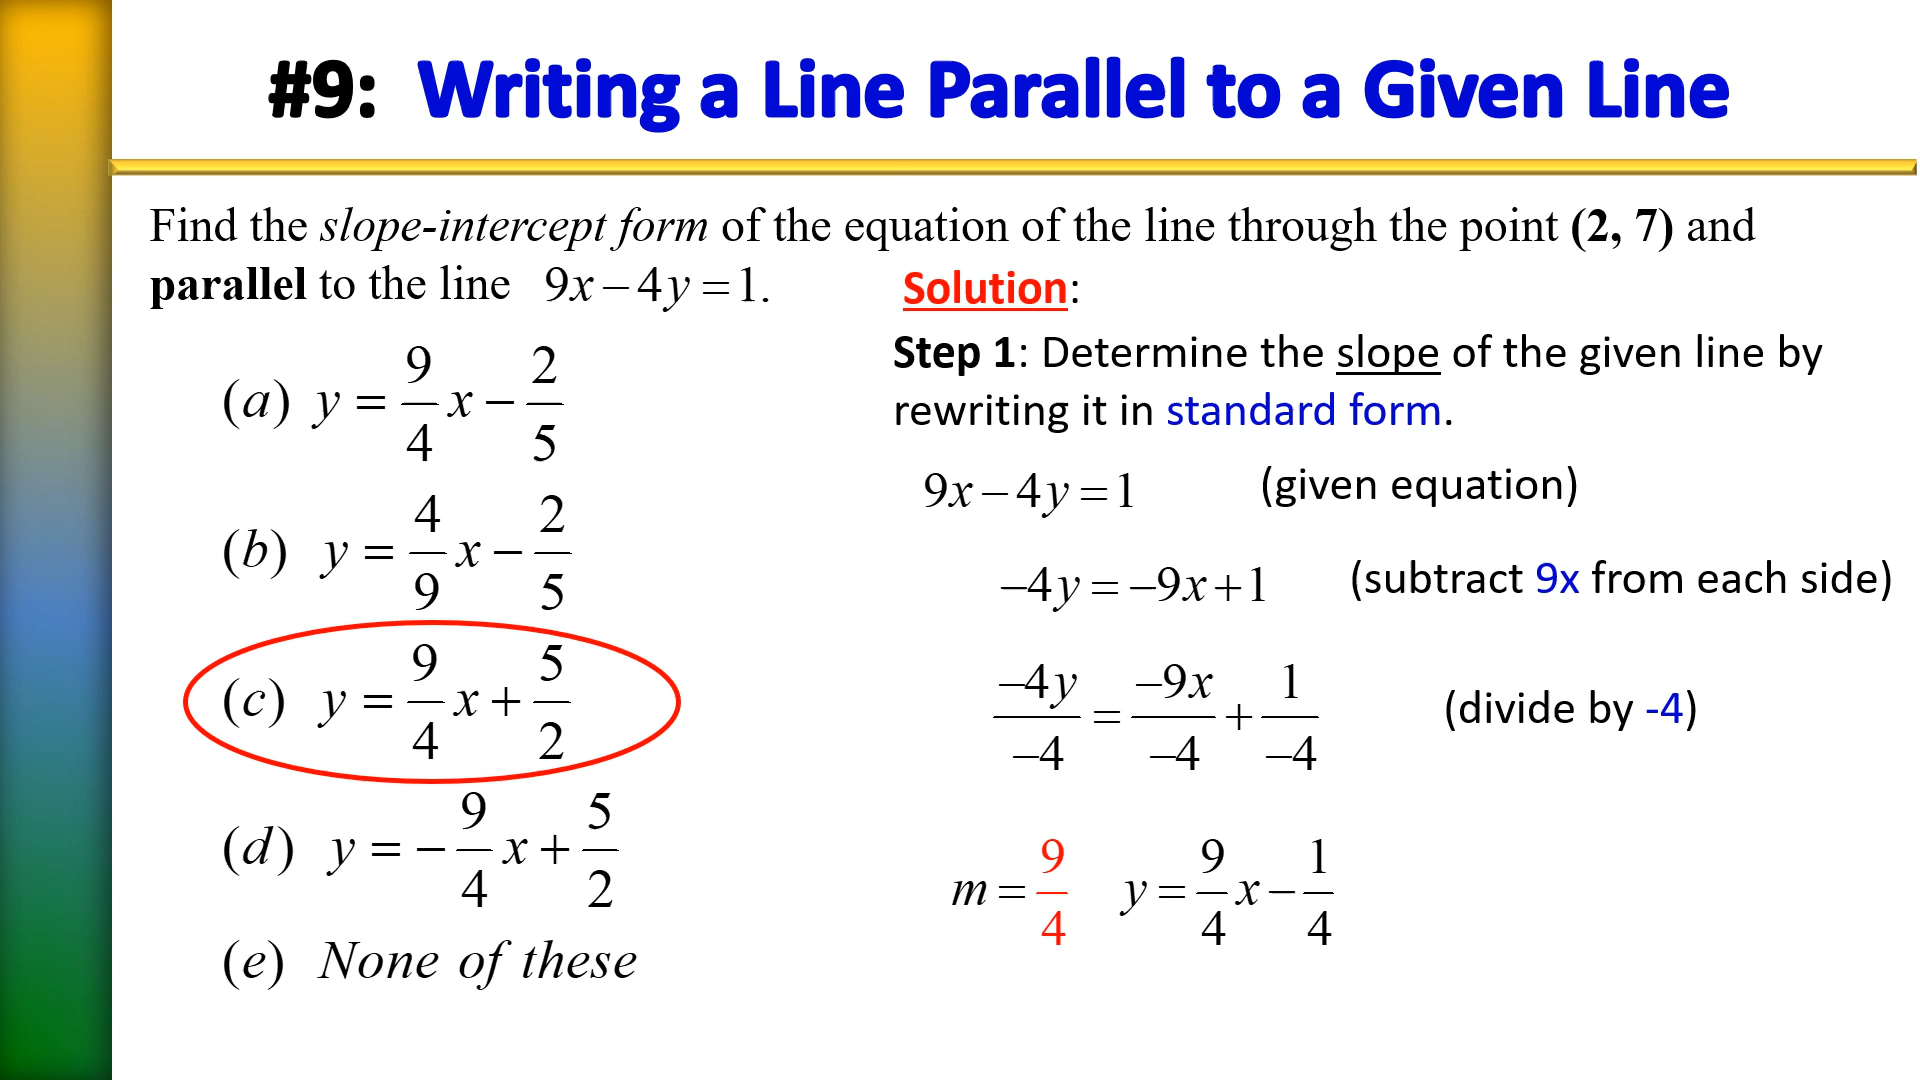 #9: Writing a Line Parallel to a Given Line
Find the slope-intercept form of the equation of the line through the point (2, 7) and
parallel to the line 9x − 4y = 1.
(a) y = 9/4 x − 2/5
(b) y = 4/9 x − 2/5
(c) y = 9/4 x + 5/2
(d) y = − 9/4 x + 5/2
(e) None of these
Solution:
Step 1: Determine the slope of the given line by
rewriting it in standard form.
9x − 4y = 1 (given equation)
−4y = −9x + 1 (subtract 9x from each side)
−4y/−4 = −9x/−4 + 1/−4 (divide by -4)
m = 9/4 y = 9/4 x − 1/4